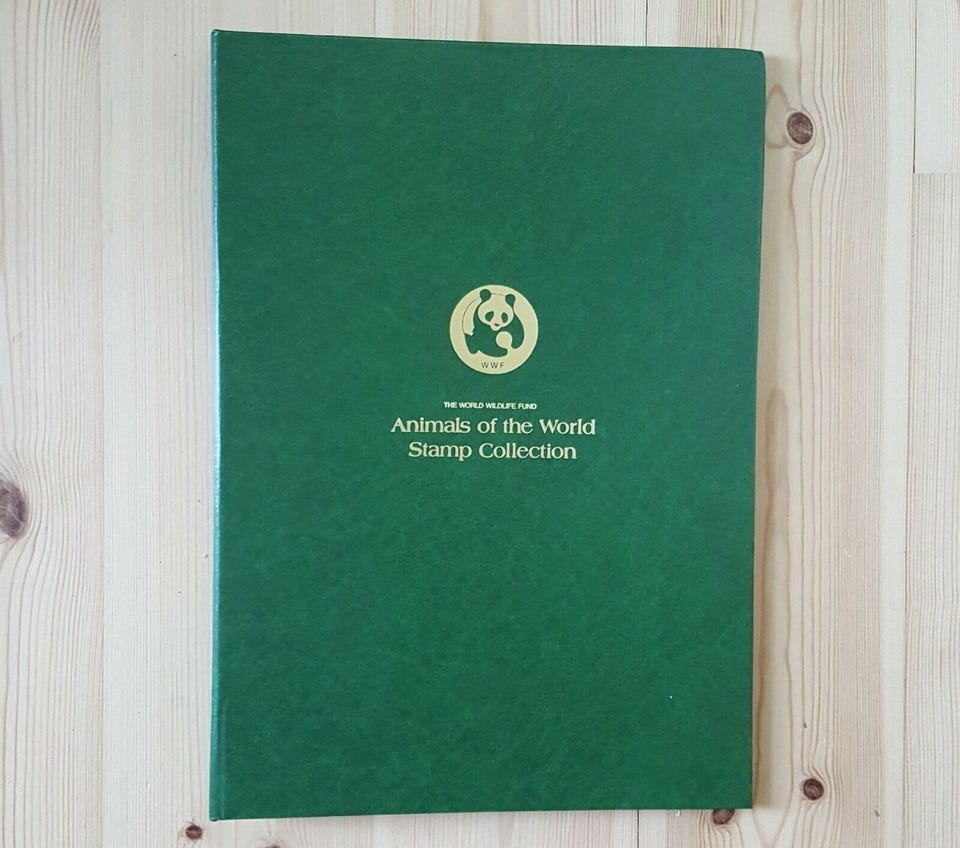 WWF
THE WORLD WILDLIFE FUND
Animals of the World
Stamp Collection